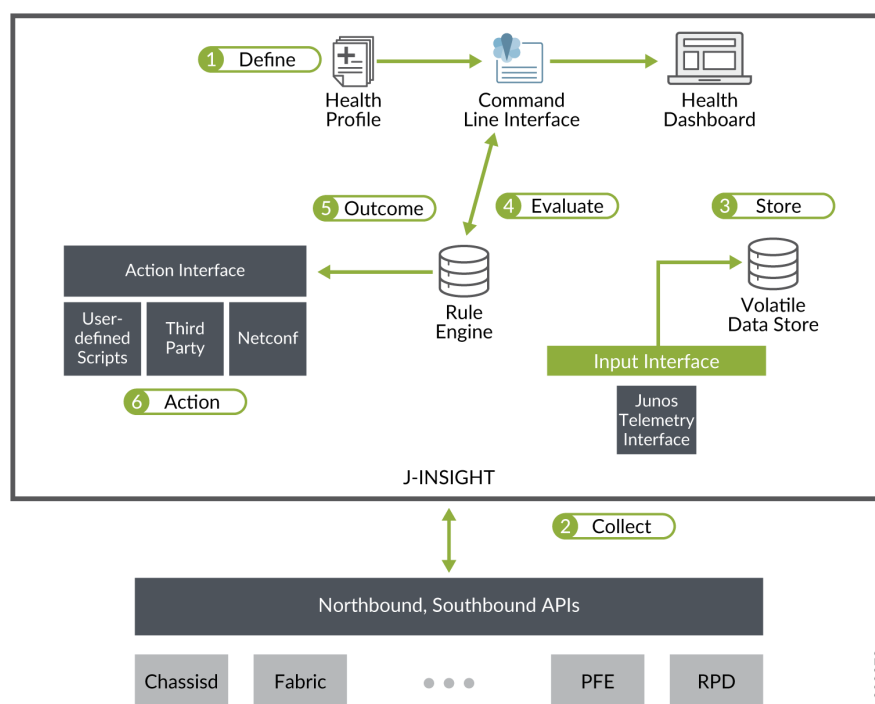 1 Define
Health
Profile
Command
Line Interface
Health
Dashboard
5 Outcome
4 Evaluate
3 Store
Action Interface
User-
defined
Scripts
Third
Party
Netconf
Rule
Engine
Volatile
Data Store
Input Interface
Junos
Telemetry
Interface
6 Action
J-INSIGHT
2 Collect
Northbound, Southbound APIs
Chassisd
Fabric
PFE
RPD